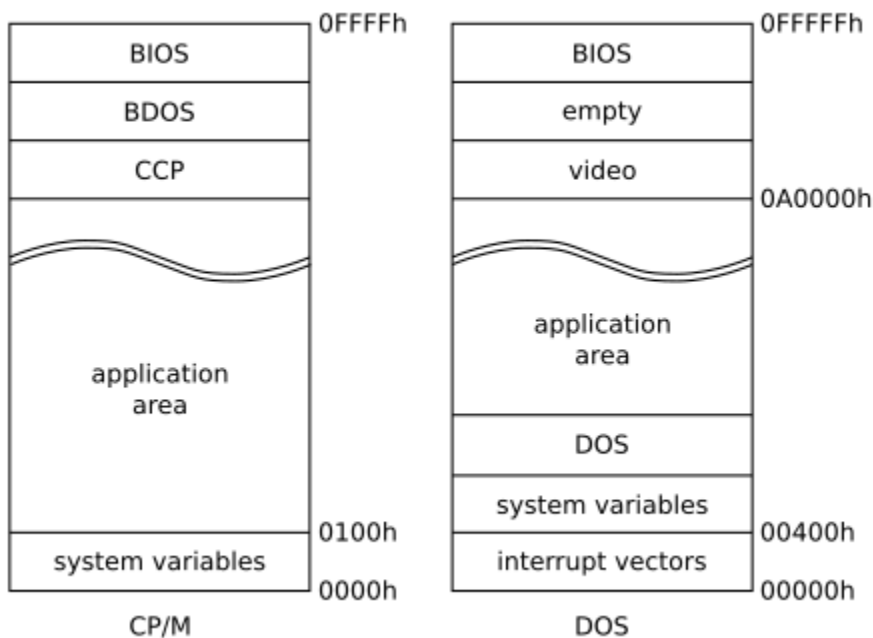 0FFFFh
BIOS
BDOS
CCP
application
area
0100h
system variables
0000h
CP/M
0FFFFFh
BIOS
empty
video
0A0000h
application
area
DOS
system variables
00400h
interrupt vectors
00000h
DOS